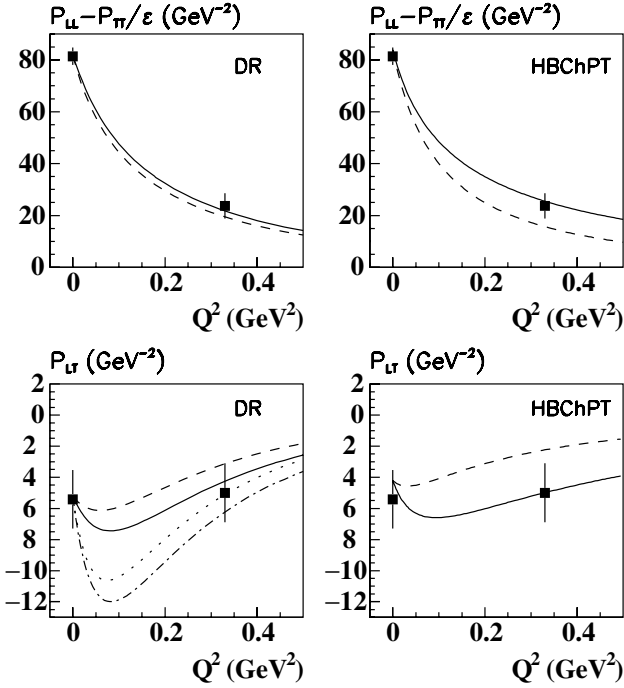 P_LL−P_ππ/ε (GeV⁻²) P_LL−P_ππ/ε (GeV⁻²)
DR HBChPT
80 80
60 60
40 40
20 20
0 0
0 0.2 0.4 0 0.2 0.4
Q² (GeV²) Q² (GeV²)
P_LT (GeV⁻²) P_LT (GeV⁻²)
2 2
DR HBChPT
0 0
2 2
4 4
6 6
8 8
−10 −10
−12 −12
0 0.2 0.4 0 0.2 0.4
Q² (GeV²) Q² (GeV²)